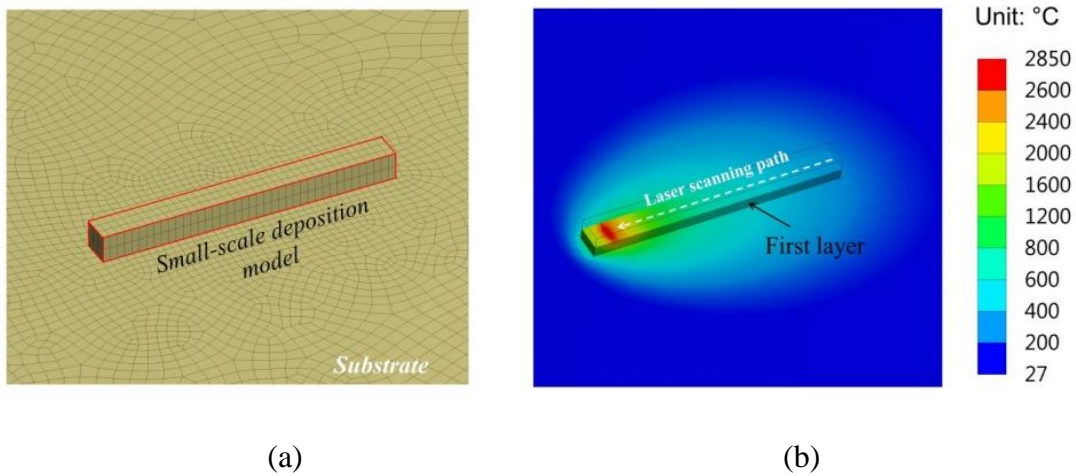 Small-scale deposition
model
Substrate
(a)
Laser scanning path
First layer
(b)
Unit: °C
2850
2600
2400
2000
1600
1200
800
600
400
200
27